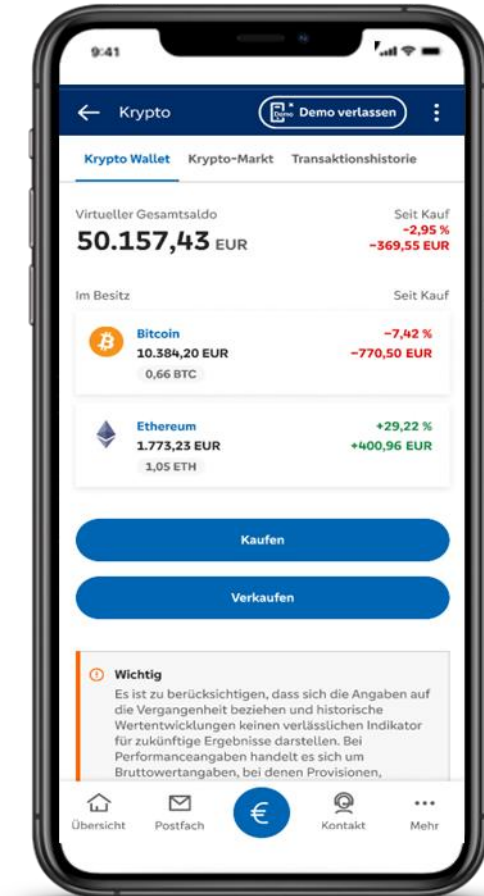 9:41
Krypto
Demo
Demo verlassen
Krypto Wallet Krypto-Markt Transaktionshistorie
Virtueller Gesamtsaldo Seit Kauf
50.157,43 EUR -2,95 %
-369,55 EUR
Im Besitz Seit Kauf
Bitcoin -7,42 %
10.384,20 EUR -770,50 EUR
0,66 BTC
Ethereum +29,22 %
1.773,23 EUR +400,96 EUR
1,05 ETH
Kaufen
Verkaufen
Wichtig
Es ist zu berücksichtigen, dass sich die Angaben auf
die Vergangenheit beziehen und historische
Wertentwicklungen keinen verlässlichen Indikator
für zukünftige Ergebnisse darstellen. Bei
Performanceangaben handelt es sich um
Bruttowertangaben, bei denen Provisionen,
€
Übersicht Postfach Kontakt Mehr